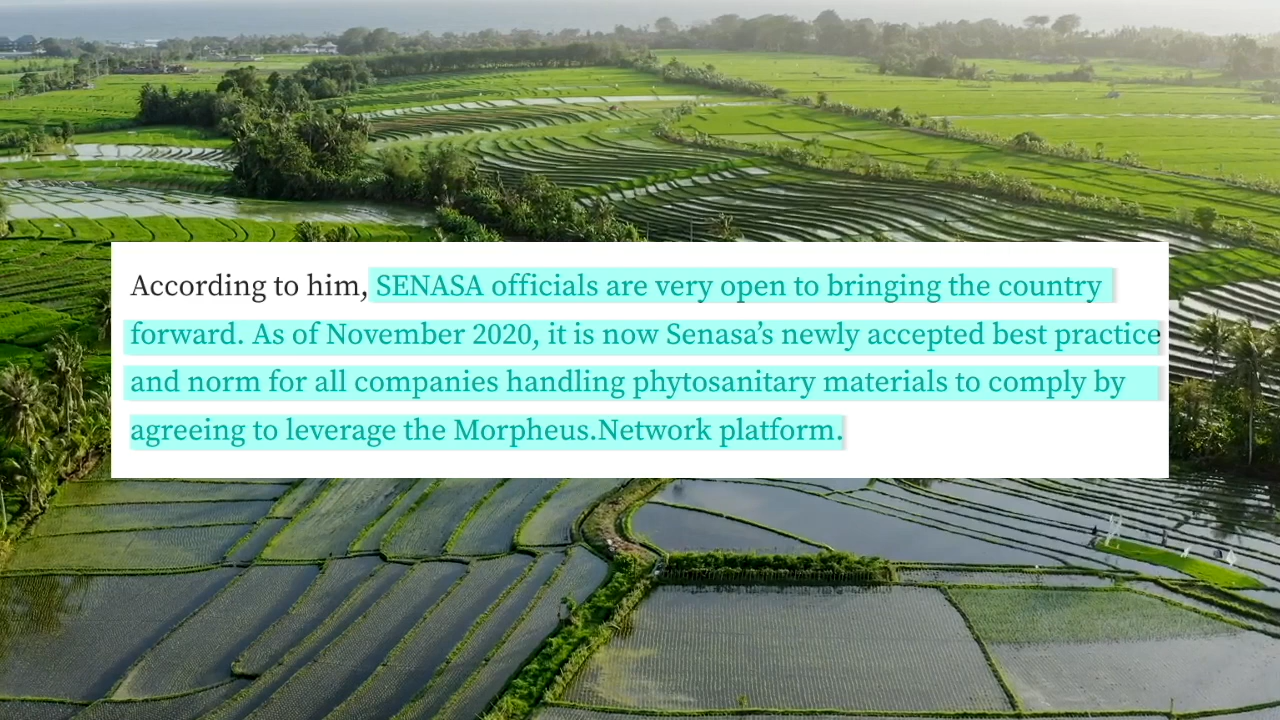 According to him, SENASA officials are very open to bringing the country
forward. As of November 2020, it is now Senasa’s newly accepted best practice
and norm for all companies handling phytosanitary materials to comply by
agreeing to leverage the Morpheus.Network platform.